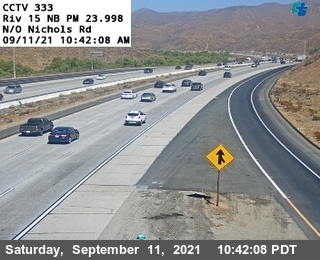 CCTV 333
Riv 15 NB PM 23.998
N/O Nichols Rd
09/11/21 10:42:08 AM
Saturday, September 11, 2021 10:42:08 PDT